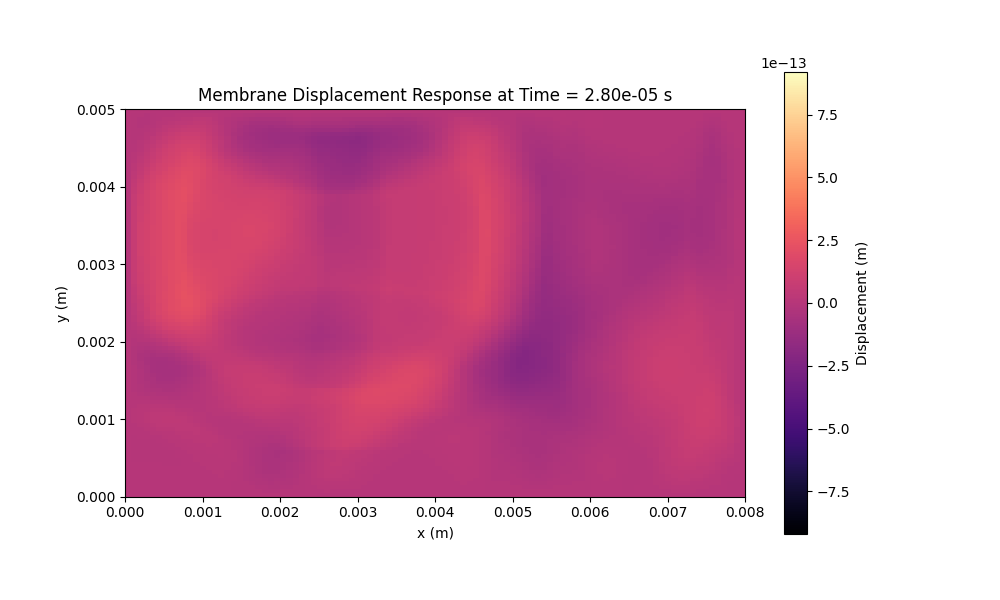 1e−13
Membrane Displacement Response at Time = 2.80e-05 s
0.005
0.004
0.003
0.002
0.001
0.000
y (m)
0.000 0.001 0.002 0.003 0.004 0.005 0.006 0.007 0.008
x (m)
7.5
5.0
2.5
0.0
−2.5
−5.0
−7.5
Displacement (m)